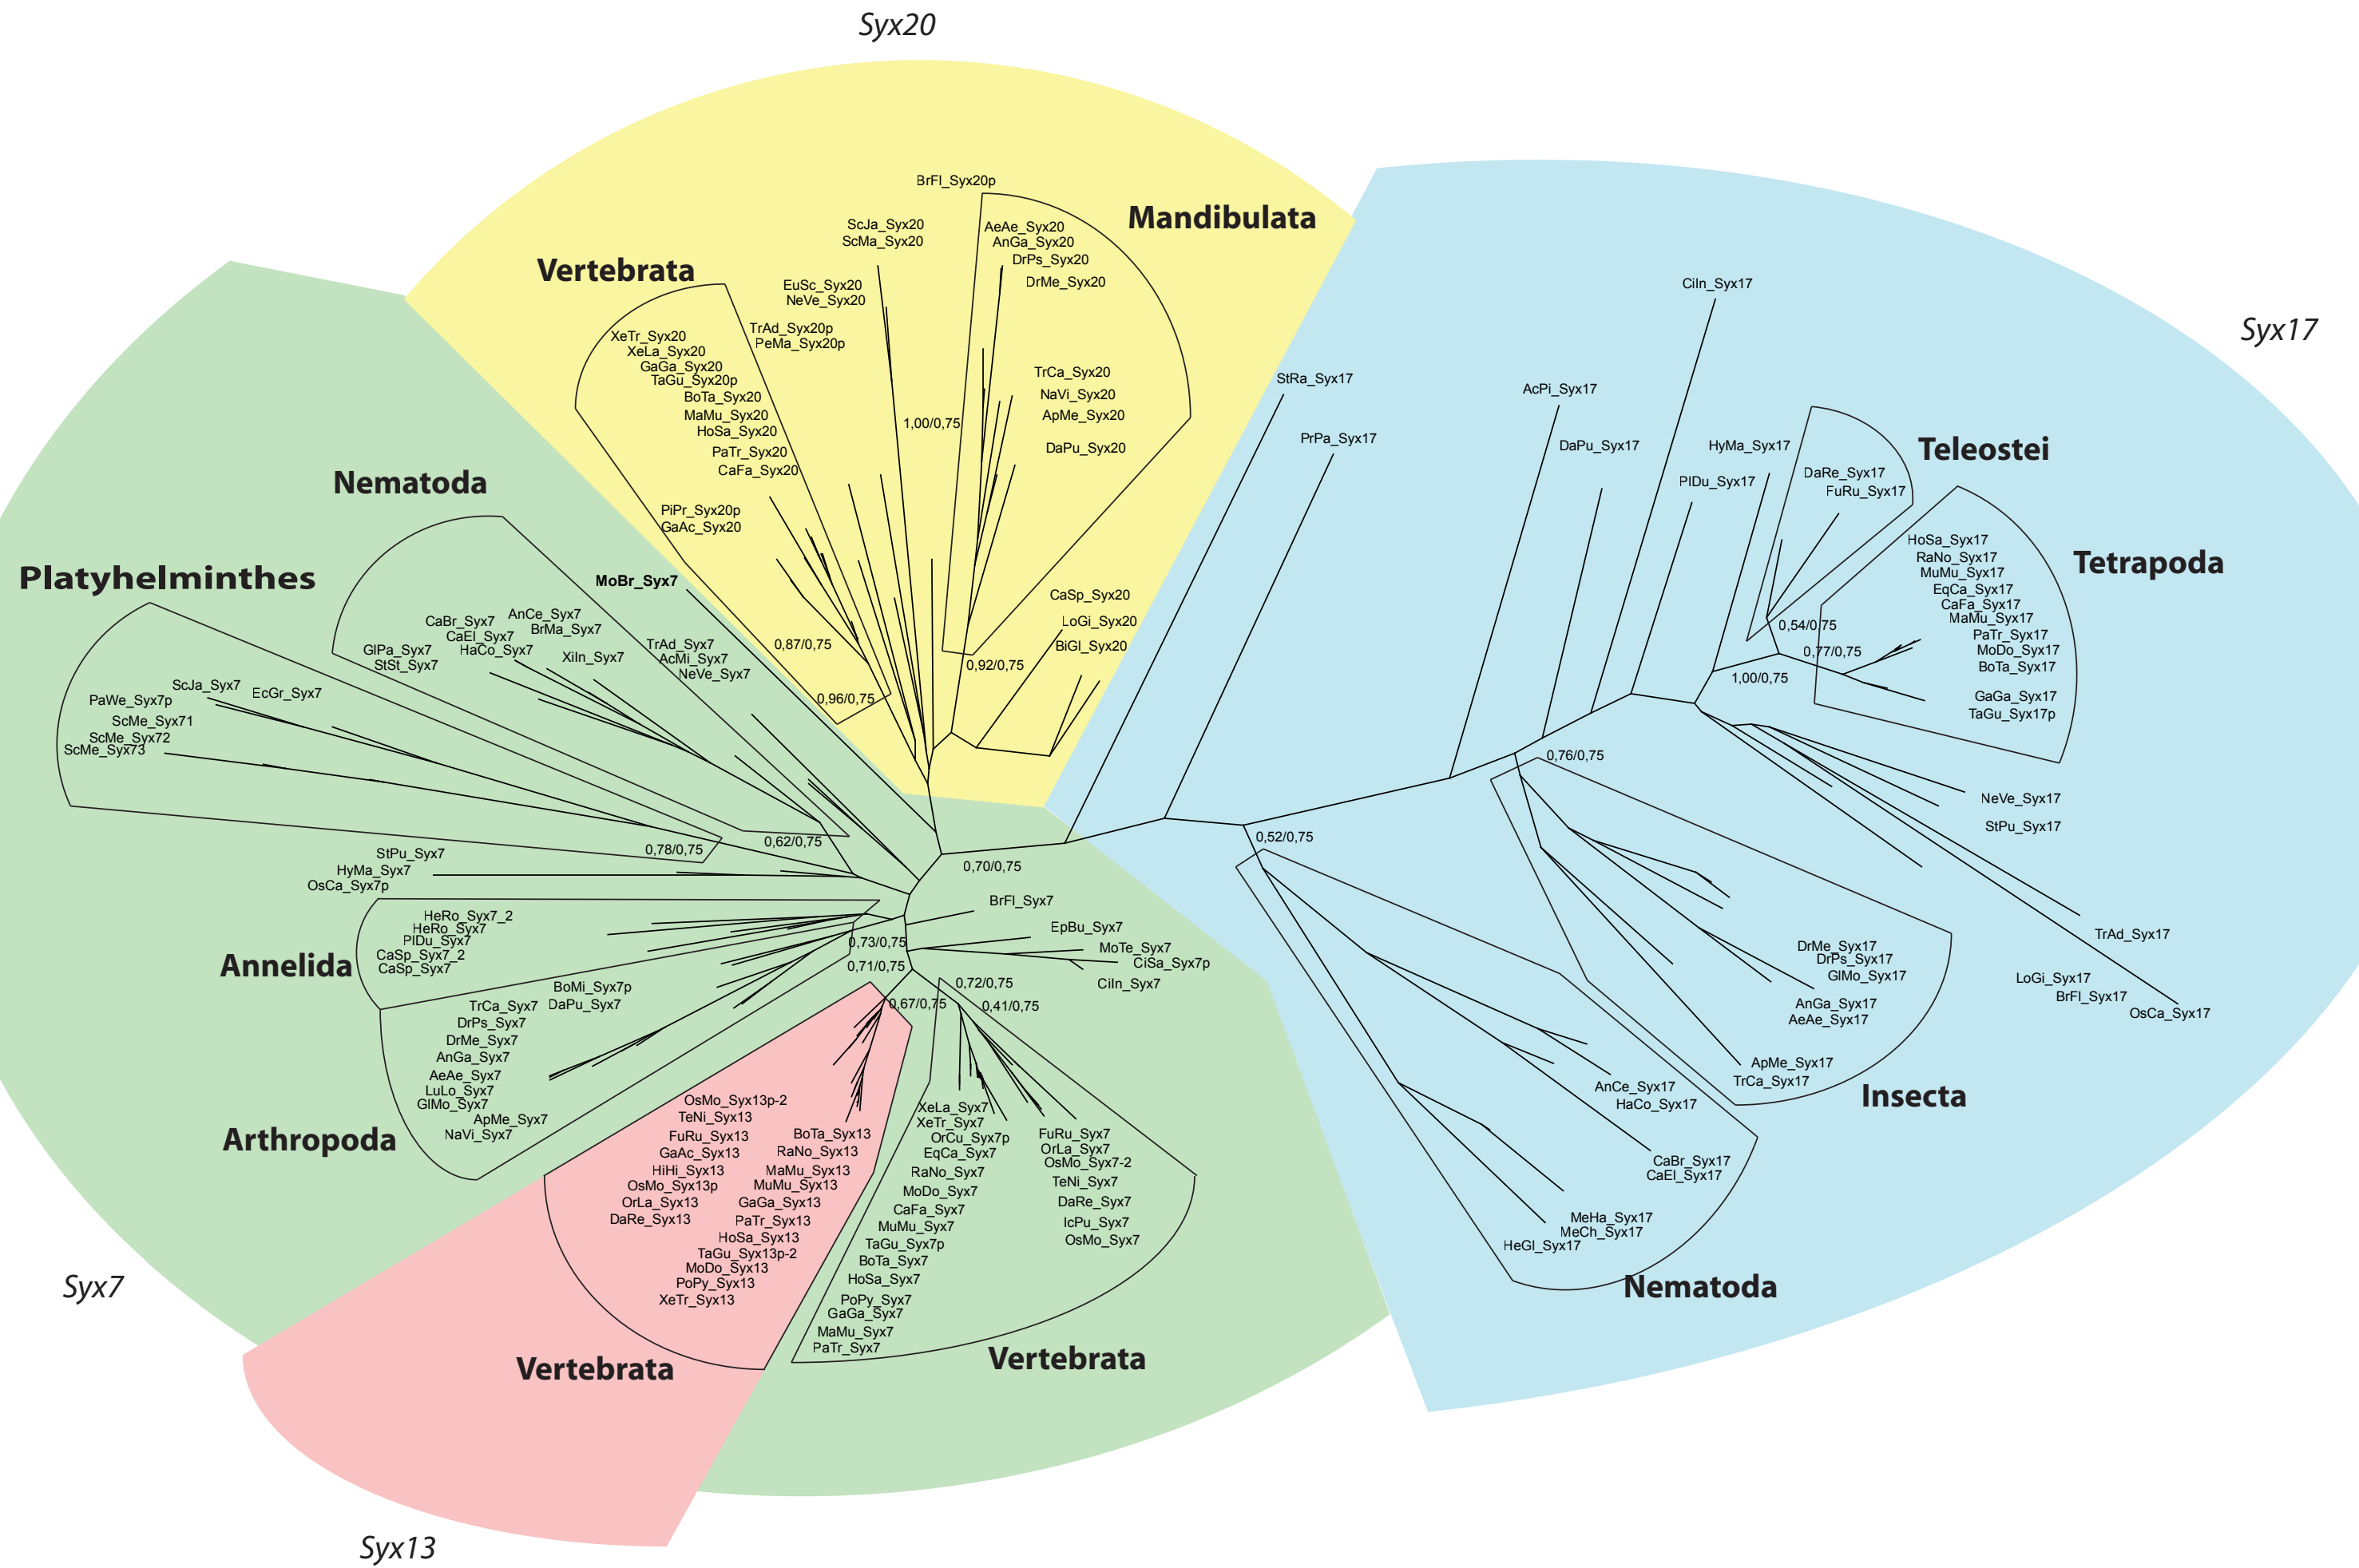 Syx20
BrFl_Syx20p
Mandibulata
ScJa_Syx20
ScMa_Syx20
AeAe_Syx20
AnGa_Syx20
DrPs_Syx20
DrMe_Syx20
Vertebrata
EuSc_Syx20
NeVe_Syx20
TrAd_Syx20p
PeMa_Syx20p
XeTr_Syx20
XeLa_Syx20
GaGa_Syx20
TaGu_Syx20p
BoTa_Syx20
MaMu_Syx20
HoSa_Syx20
PaTr_Syx20
CaFa_Syx20
PiPr_Syx20p
GaAc_Syx20
1,00/0,75
TrCa_Syx20
NaVi_Syx20
ApMe_Syx20
DaPu_Syx20
CaSp_Syx20
LoGi_Syx20
BiGl_Syx20
0,87/0,75
0,92/0,75
0,96/0,75
Syx17
CiIn_Syx17
StRa_Syx17
PrPa_Syx17
AcPi_Syx17
DaPu_Syx17
HyMa_Syx17
PlDu_Syx17
Teleostei
DaRe_Syx17
FuRu_Syx17
Tetrapoda
HoSa_Syx17
RaNo_Syx17
MuMu_Syx17
EqCa_Syx17
CaFa_Syx17
MaMu_Syx17
PaTr_Syx17
MoDo_Syx17
BoTa_Syx17
GaGa_Syx17
TaGu_Syx17p
0,54/0,75
0,77/0,75
1,00/0,75
0,76/0,75
NeVe_Syx17
StPu_Syx17
TrAd_Syx17
LoGi_Syx17
BrFl_Syx17
OsCa_Syx17
DrMe_Syx17
DrPs_Syx17
GlMo_Syx17
AnGa_Syx17
AeAe_Syx17
ApMe_Syx17
TrCa_Syx17
Insecta
0,52/0,75
AnCe_Syx17
HaCo_Syx17
CaBr_Syx17
CaEl_Syx17
MeHa_Syx17
MeCh_Syx17
HeGl_Syx17
Nematoda
Nematoda
Platyhelminthes
MoBr_Syx7
AnCe_Syx7
CaBr_Syx7
BrMa_Syx7
CaEl_Syx7
HaCo_Syx7
GlPa_Syx7
StSt_Syx7
XiIn_Syx7
TrAd_Syx7
AcMi_Syx7
NeVe_Syx7
ScJa_Syx7
EcGr_Syx7
PaWe_Syx7p
ScMe_Syx71
ScMe_Syx72
ScMe_Syx73
0,62/0,75
0,78/0,75
0,70/0,75
StPu_Syx7
HyMa_Syx7
OsCa_Syx7p
Annelida
HeRo_Syx7_2
HeRo_Syx7
PlDu_Syx7
CaSp_Syx7_2
CaSp_Syx7
BrFl_Syx7
EpBu_Syx7
MoTe_Syx7
CiSa_Syx7p
CiIn_Syx7
0,73/0,75
0,71/0,75
0,72/0,75
0,67/0,75
0,41/0,75
Arthropoda
BoMi_Syx7p
DaPu_Syx7
TrCa_Syx7
DrPs_Syx7
DrMe_Syx7
AnGa_Syx7
AeAe_Syx7
LuLo_Syx7
GlMo_Syx7
ApMe_Syx7
NaVi_Syx7
Syx7
OsMo_Syx13p-2
TeNi_Syx13
FuRu_Syx13
GaAc_Syx13
HiHi_Syx13
OsMo_Syx13p
OrLa_Syx13
DaRe_Syx13
BoTa_Syx13
RaNo_Syx13
MaMu_Syx13
MuMu_Syx13
GaGa_Syx13
PaTr_Syx13
HoSa_Syx13
TaGu_Syx13p-2
MoDo_Syx13
PoPy_Syx13
XeTr_Syx13
Vertebrata
Syx13
XeLa_Syx7
XeTr_Syx7
OrCu_Syx7p
EqCa_Syx7
RaNo_Syx7
MoDo_Syx7
CaFa_Syx7
MuMu_Syx7
TaGu_Syx7p
BoTa_Syx7
HoSa_Syx7
PoPy_Syx7
GaGa_Syx7
MaMu_Syx7
PaTr_Syx7
FuRu_Syx7
OrLa_Syx7
OsMo_Syx7-2
TeNi_Syx7
DaRe_Syx7
IcPu_Syx7
OsMo_Syx7
Vertebrata